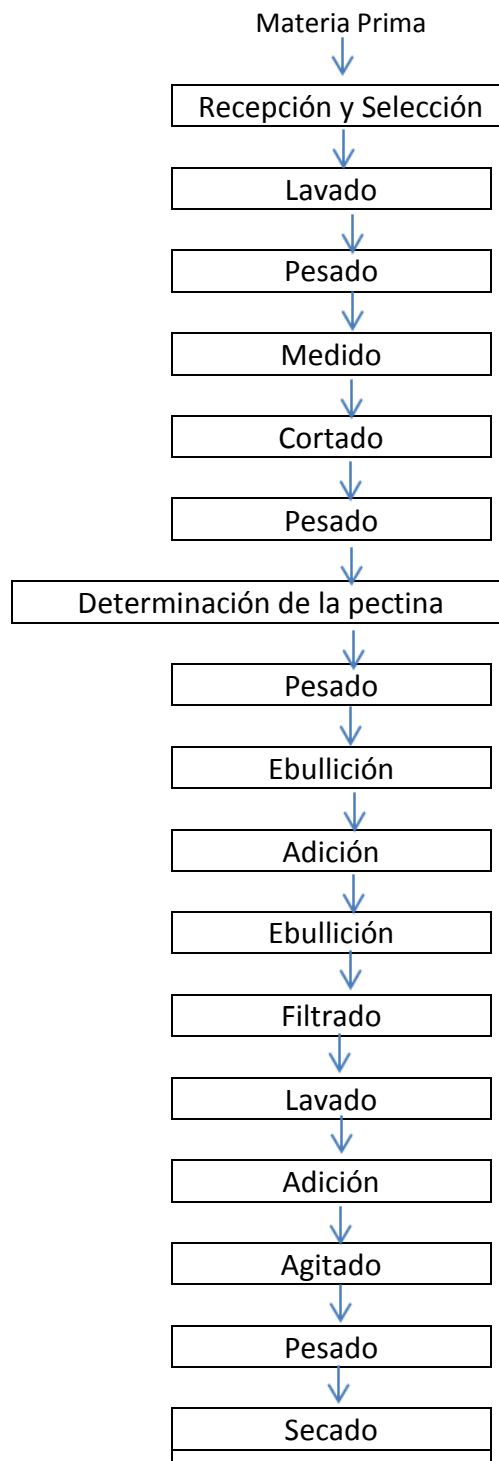 Materia Prima
Recepción y Selección
Lavado
Pesado
Medido
Cortado
Pesado
Determinación de la pectina
Pesado
Ebullición
Adición
Ebullición
Filtrado
Lavado
Adición
Agitado
Pesado
Secado